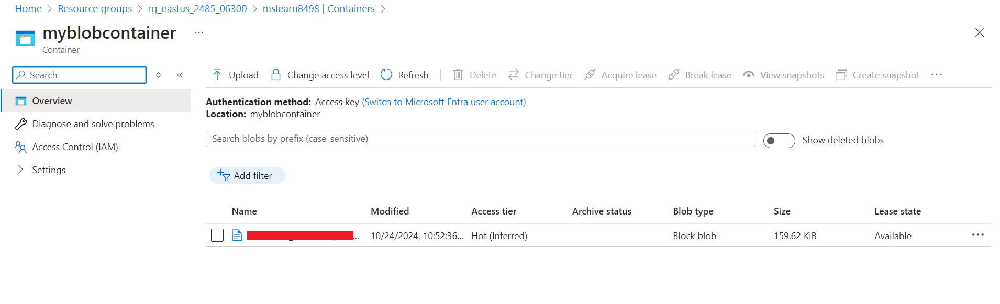 Home > Resource groups > rg_eastus_2485_06300 > mslearn8498 | Containers >
myblobcontainer ...
Container
Search
Overview
Diagnose and solve problems
Access Control (IAM)
Settings
Upload Change access level Refresh Delete Change tier Acquire lease Break lease View snapshots Create snapshot ...
Authentication method: Access key (Switch to Microsoft Entra user account)
Location: myblobcontainer
Search blobs by prefix (case-sensitive)
Show deleted blobs
Add filter
Name Modified Access tier Archive status Blob type Size Lease state
... 10/24/2024, 10:52:36... Hot (Inferred) Block blob 159.62 KiB Available ...